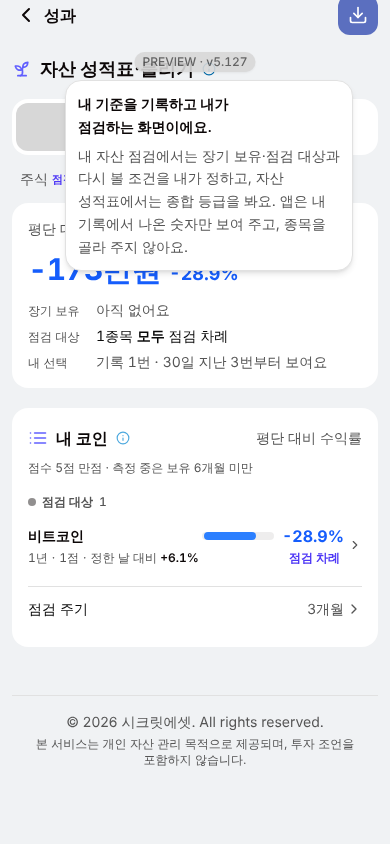 성과
PREVIEW · v5.127
자산 성적표
내 기준을 기록하고 내가
점검하는 화면이에요.
내 자산 점검에서는 장기 보유·점검 대상과
다시 볼 조건을 내가 정하고, 자산
성적표에서는 종합 등급을 봐요. 앱은 내
기록에서 나온 숫자만 보여 주고, 종목을
골라 주지 않아요.
주식
평단
-173만원 -28.9%
장기 보유 아직 없어요
점검 대상 1종목 모두 점검 차례
내 선택 기록 1번 · 30일 지난 3번부터 보여요
내 코인 평단 대비 수익률
점수 5점 만점 · 측정 중은 보유 6개월 미만
점검 대상 1
비트코인 -28.9%
1년 · 1점 · 정한 날 대비 +6.1% 점검 차례
점검 주기 3개월
© 2026 시크릿에셋. All rights reserved.
본 서비스는 개인 자산 관리 목적으로 제공되며, 투자 조언을
포함하지 않습니다.